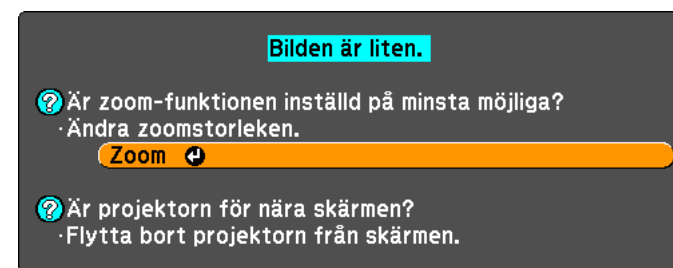 Bilden är liten.
Är zoom-funktionen inställd på minsta möjliga?
·Ändra zoomstorleken.
Zoom
Är projektorn för nära skärmen?
·Flytta bort projektorn från skärmen.